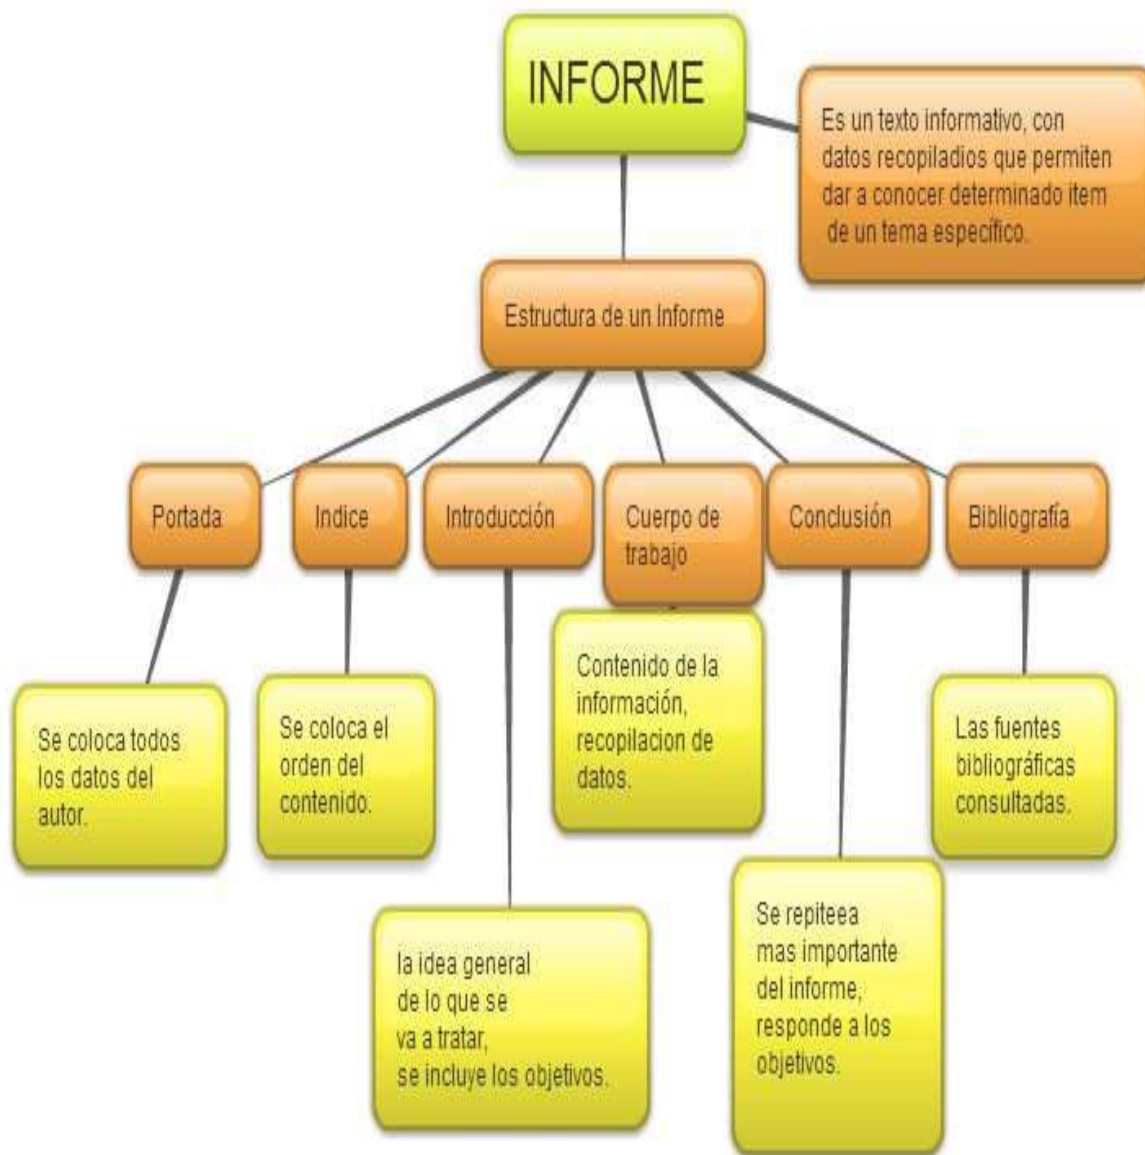 INFORME
Es un texto informativo, con
datos recopiladios que permiten
dar a conocer determinado item
de un tema específico.
Estructura de un Informe
Portada
Indice
Introducción
Cuerpo de
trabajo
Conclusión
Bibliografía
Se coloca todos
los datos del
autor.
Se coloca el
orden del
contenido.
la idea general
de lo que se
va a tratar,
se incluye los objetivos.
Contenido de la
información,
recopilacion de
datos.
Se repiteea
mas importante
del informe,
responde a los
objetivos.
Las fuentes
bibliográficas
consultadas.